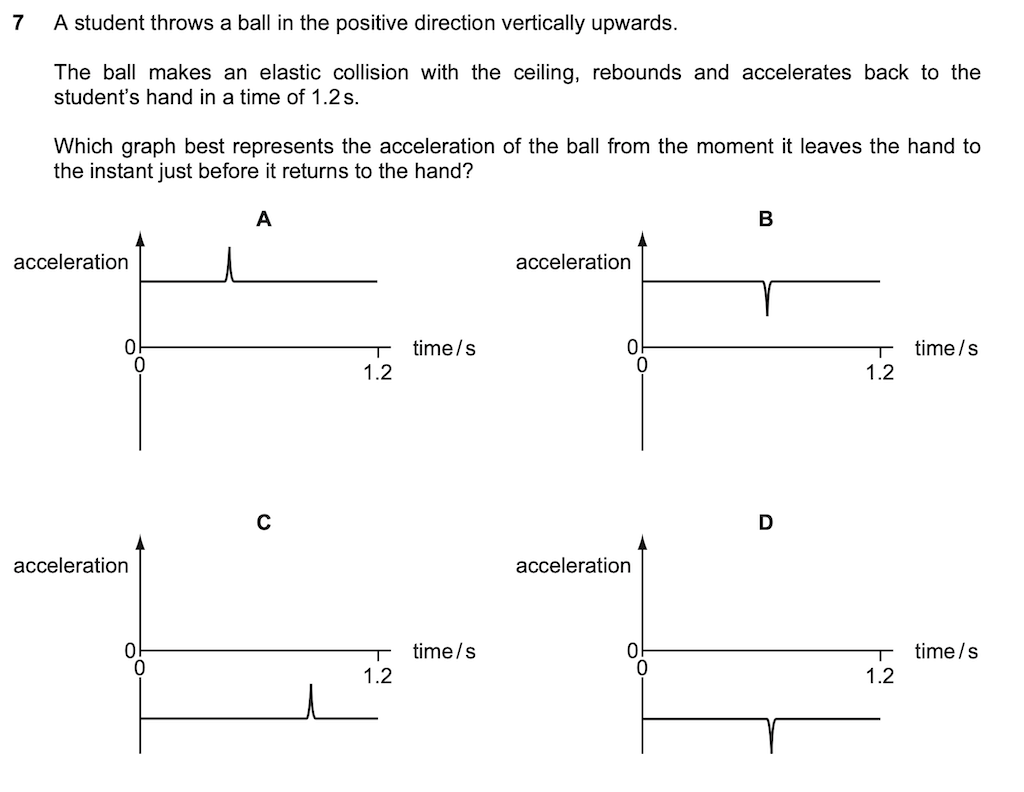 7 A student throws a ball in the positive direction vertically upwards.
The ball makes an elastic collision with the ceiling, rebounds and accelerates back to the
student's hand in a time of 1.2 s.
Which graph best represents the acceleration of the ball from the moment it leaves the hand to
the instant just before it returns to the hand?
A
acceleration
0
0
1.2
time / s
B
acceleration
0
0
1.2
time / s
C
acceleration
0
0
1.2
time / s
D
acceleration
0
0
1.2
time / s